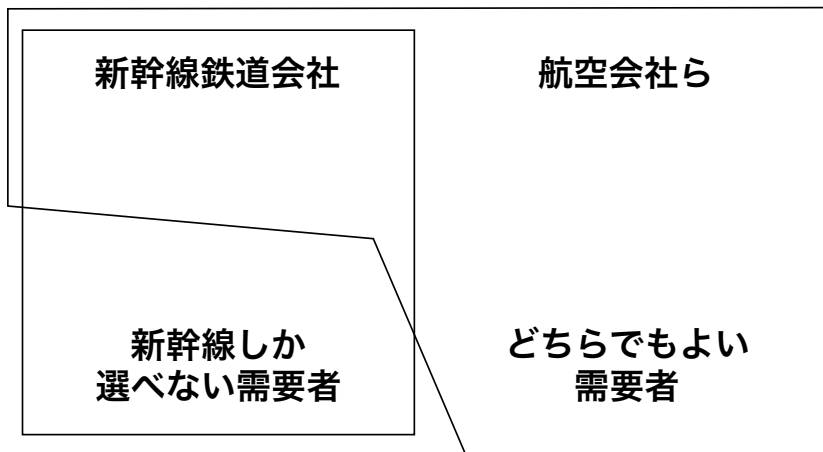 新幹線鉄道会社
航空会社ら
新幹線しか
選べない需要者
どちらでもよい
需要者